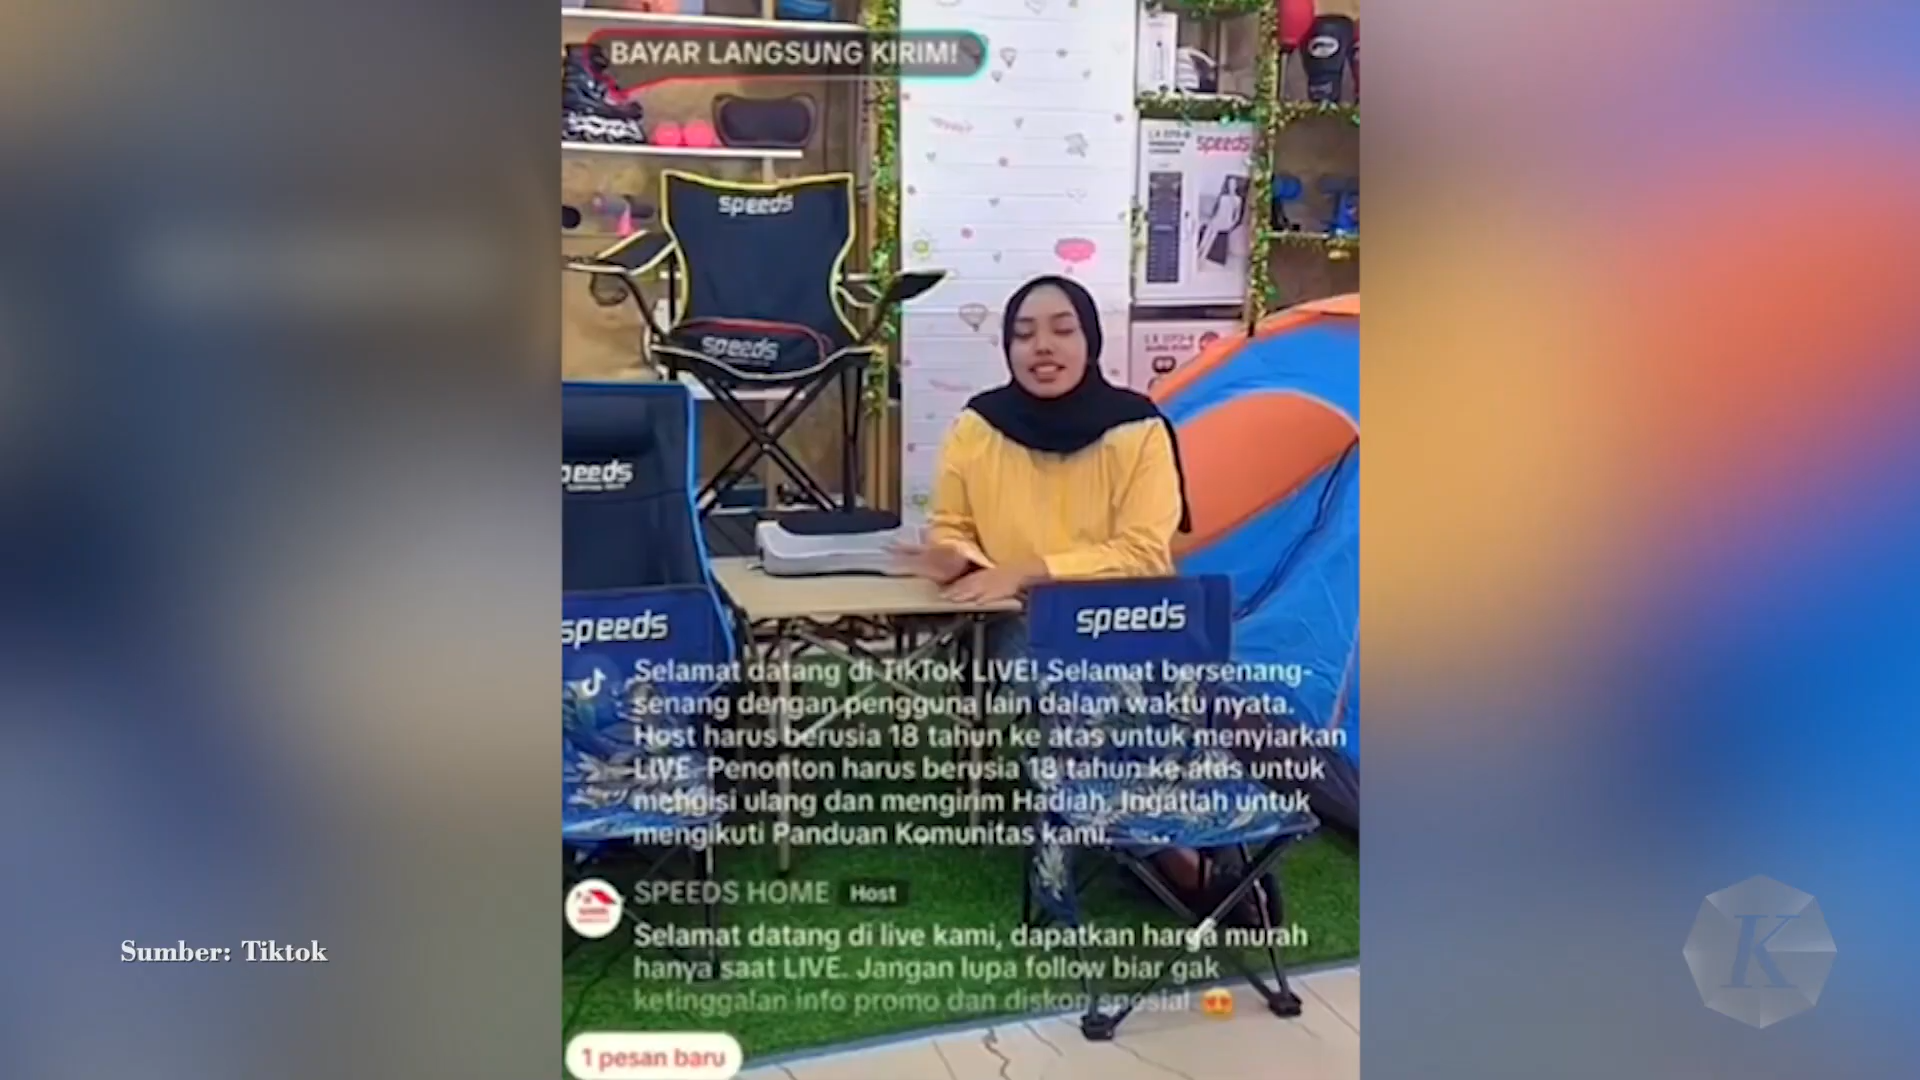 BAYAR LANGSUNG KIRIM!
speeds
speeds
speeds
speeds
speeds
speeds
Selamat datang di TikTok LIVE! Selamat bersenang-
senang dengan pengguna lain dalam waktu nyata.
Host harus berusia 18 tahun ke atas untuk menyiarkan
LIVE. Penonton harus berusia 18 tahun ke atas untuk
mengisi ulang dan mengirim Hadiah. Ingatlah untuk
mengikuti Panduan Komunitas kami.
SPEEDS HOME Host
Selamat datang di live kami, dapatkan harga murah
hanya saat LIVE. Jangan lupa follow biar gak
ketinggalan info promo dan diskon spesial 🤩
1 pesan baru
Sumber: Tiktok
K